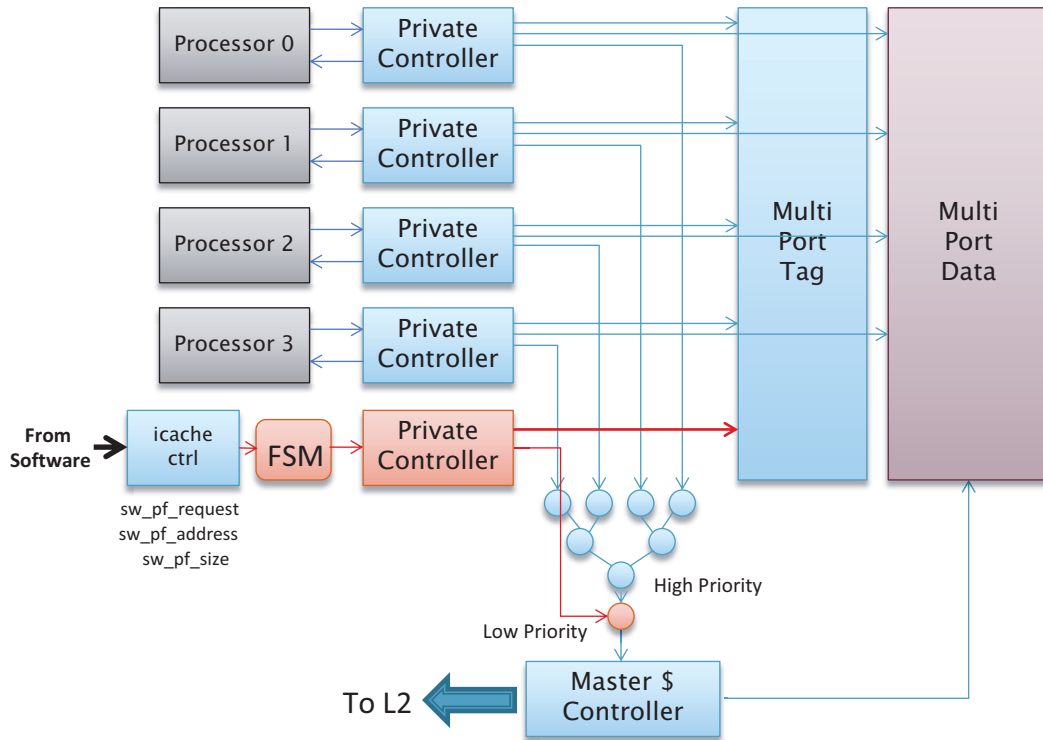 Processor 0
Private
Controller
Processor 1
Private
Controller
Processor 2
Private
Controller
Processor 3
Private
Controller
Multi
Port
Tag
Multi
Port
Data
From
Software
icache
ctrl
FSM
Private
Controller
sw_pf_request
sw_pf_address
sw_pf_size
High Priority
Low Priority
To L2
Master $
Controller